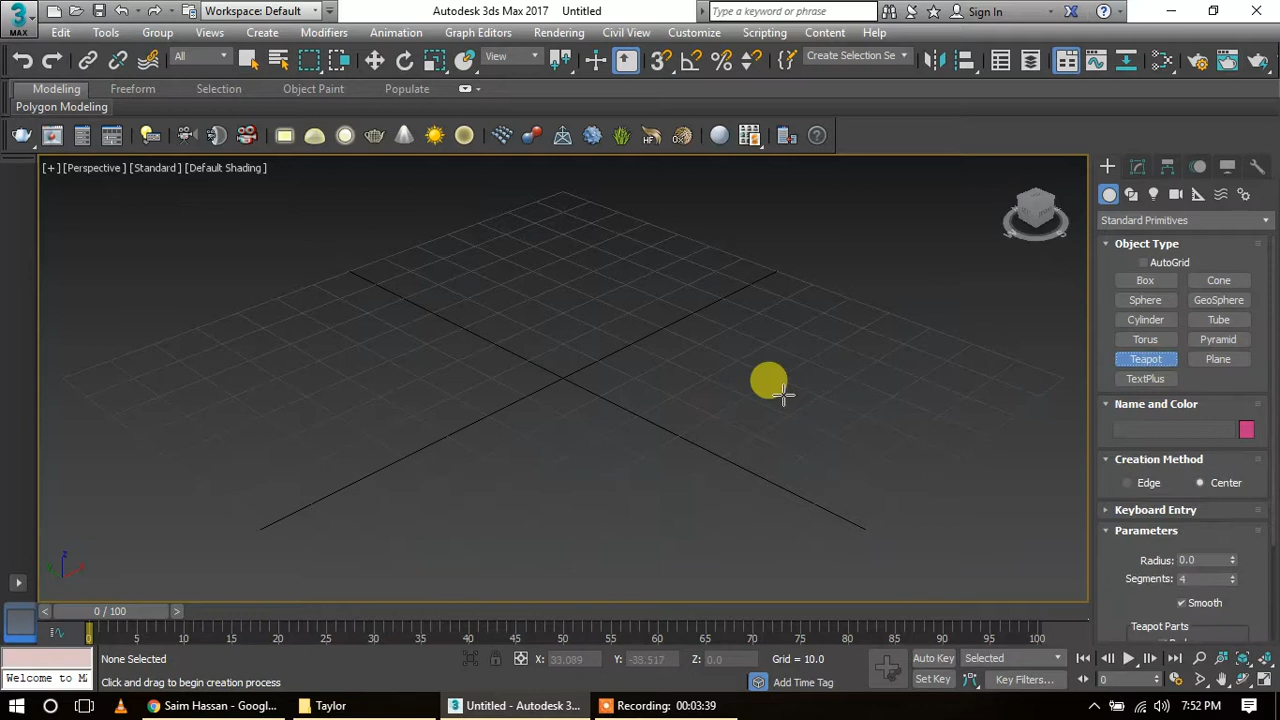 3
MAX
Workspace: Default
Autodesk 3ds Max 2017 Untitled
Type a keyword or phrase
Sign In
Edit Tools Group Views Create Modifiers Animation Graph Editors Rendering Civil View Customize Scripting Content Help
All
View
Create Selection Se
Modeling Freeform Selection Object Paint Populate
Polygon Modeling
[+] [Perspective] [Standard] [Default Shading]
Standard Primitives
Object Type
AutoGrid
Box Cone
Sphere GeoSphere
Cylinder Tube
Torus Pyramid
Teapot Plane
TextPlus
Name and Color
Creation Method
Edge Center
Keyboard Entry
Parameters
Radius: 0.0
Segments: 4
Smooth
Teapot Parts
z
0 / 100
0 5 10 15 20 25 30 35 40 45 50 55 60 65 70 75 80 85 90 95 100
None Selected
X: 33.089 Y: -38.517 Z: 0.0 Grid = 10.0
Auto Key Selected
Welcome to M
Click and drag to begin creation process
Add Time Tag
Set Key Key Filters...
0
Saim Hassan - Googl...
Taylor
Untitled - Autodesk 3...
Recording: 00:03:39
7:52 PM